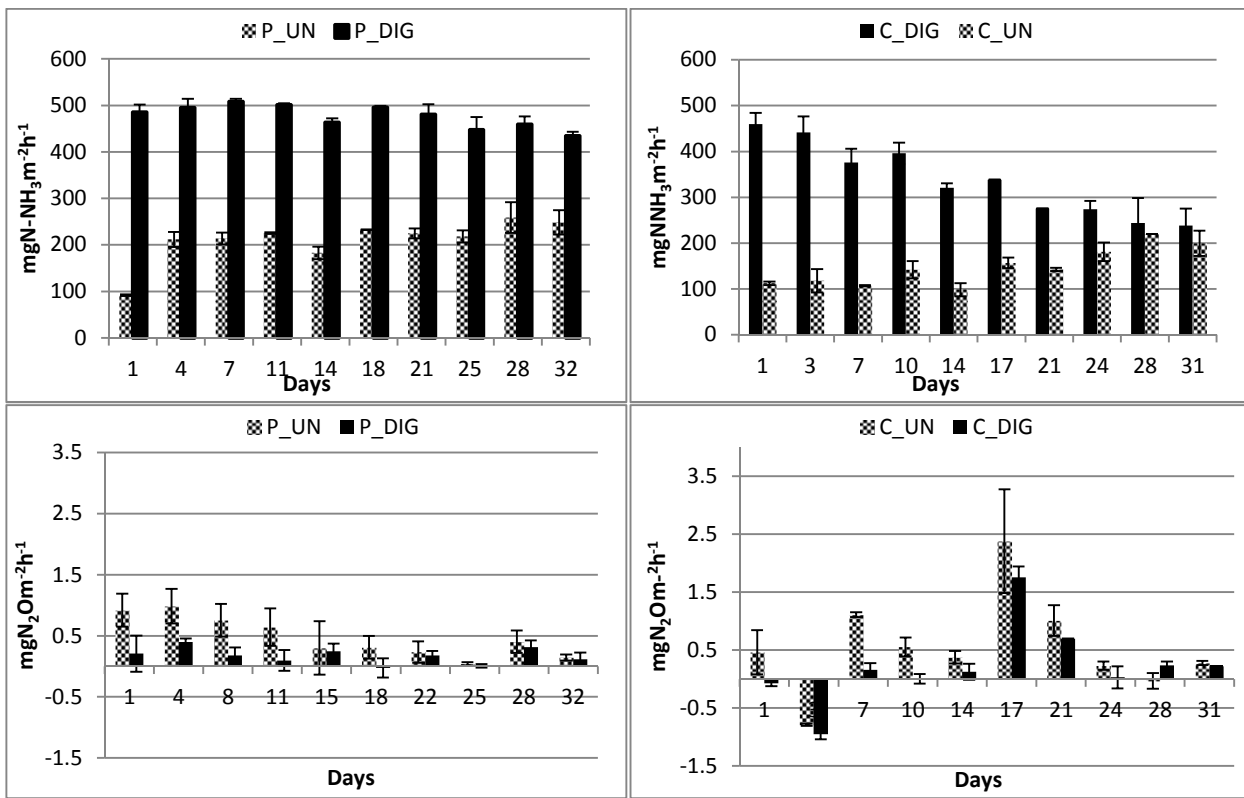 P_UN P_DIG
600
500
400
300
200
100
0
mgN-NH₃m⁻²h⁻¹
1 4 7 11 14 18 21 25 28 32
Days
C_DIG C_UN
600
500
400
300
200
100
0
mgNNH₃m⁻²h⁻¹
1 3 7 10 14 17 21 24 28 31
Days
P_UN P_DIG
3.5
2.5
1.5
0.5
-0.5
-1.5
mgN₂Om⁻²h⁻¹
1 4 8 11 15 18 22 25 28 32
Days
C_UN C_DIG
3.5
2.5
1.5
0.5
-0.5
-1.5
mgN₂Om-²h⁻¹
1 7 10 14 17 21 24 28 31
Days